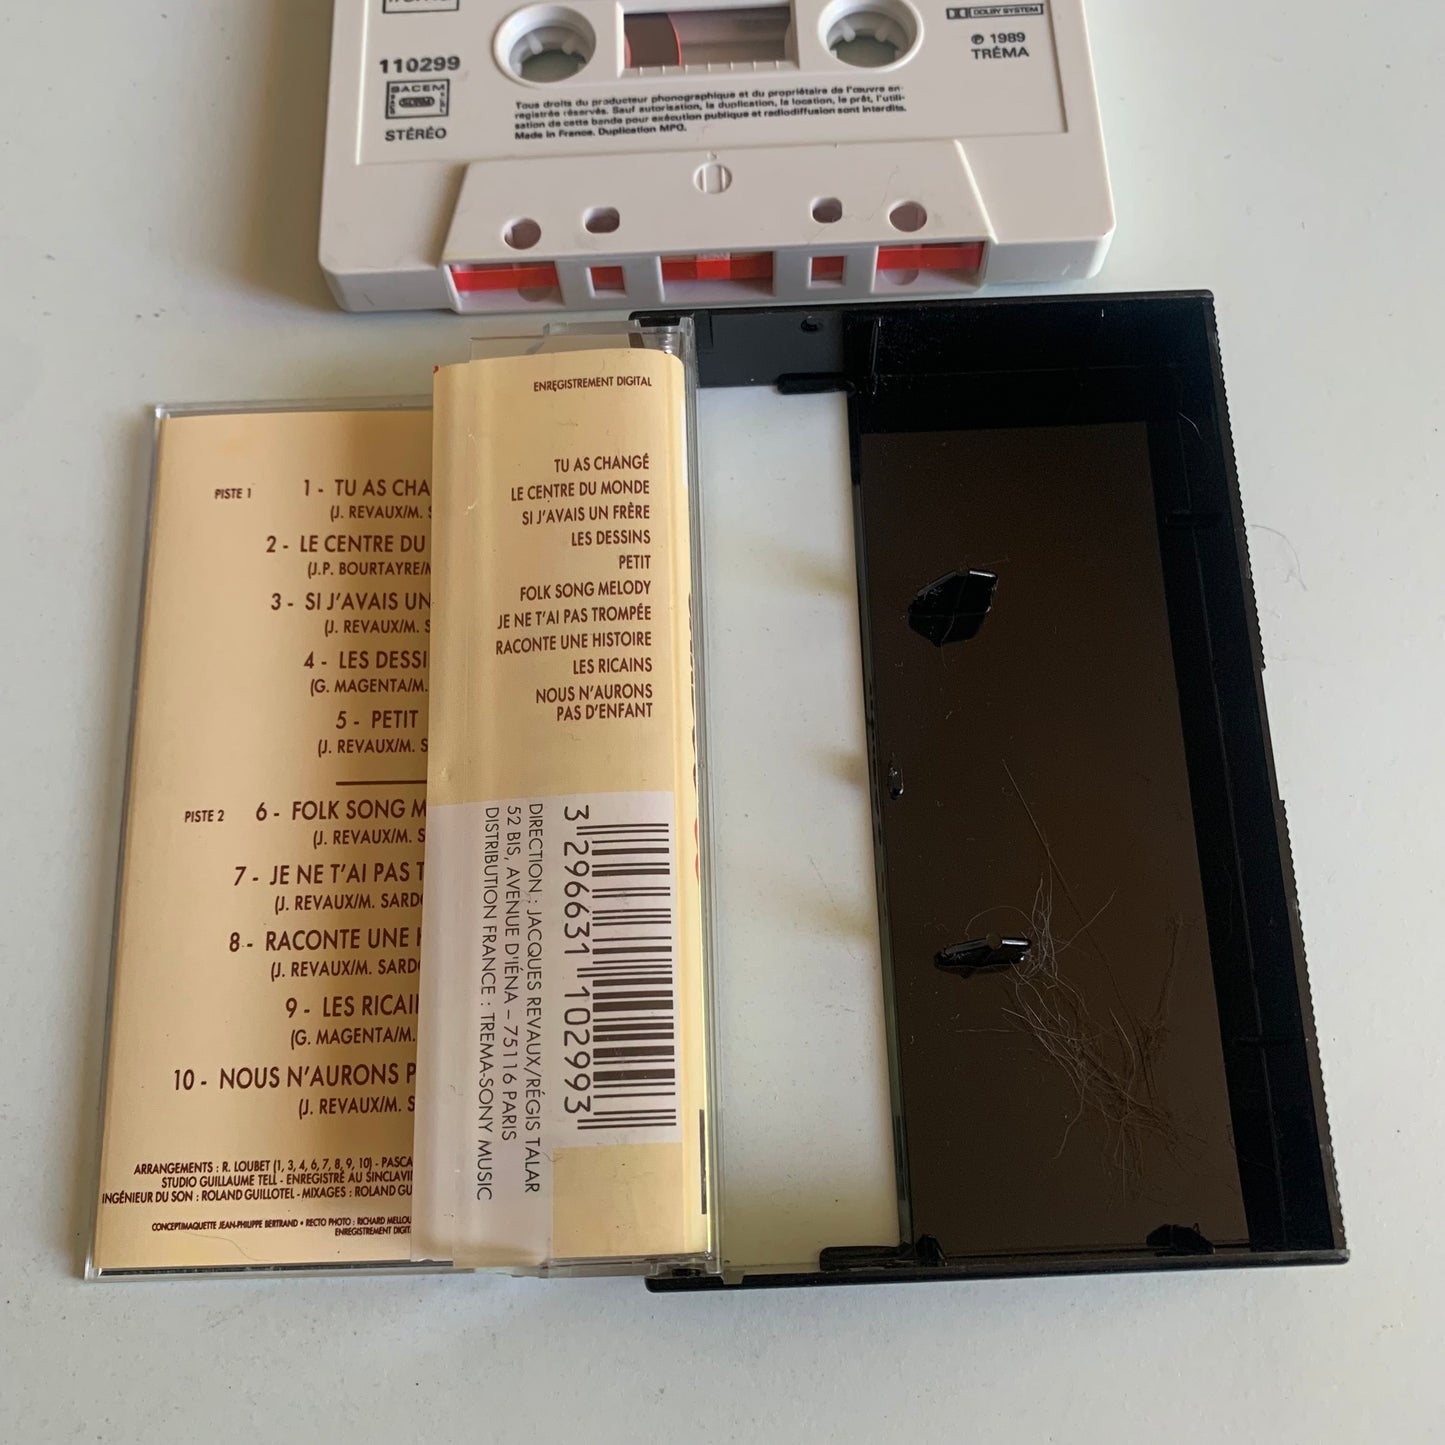 110299
SACEM
STÉRÉO
DOLBY SYSTEM
℗ 1989
TRÉMA
Tous droits du producteur phonographique et du propriétaire de l'œuvre en-
registrée réservés. Sauf autorisation, la duplication, la location, le prêt, l'utili-
sation de cette bande pour exécution publique et radiodiffusion sont interdits.
Made in France. Duplication MPO.
PISTE 1
1 - TU AS CHA
(J. REVAUX/M. S
2 - LE CENTRE DU
(J.P. BOURTAYRE/M
3 - SI J'AVAIS UN
(J. REVAUX/M. S
4 - LES DESSI
(G. MAGENTA/M.
5 - PETIT
(J. REVAUX/M. S
PISTE 2
6 - FOLK SONG M
(J. REVAUX/M. S
7 - JE NE T'AI PAS T
(J. REVAUX/M. SARDO
8 - RACONTE UNE H
(J. REVAUX/M. SARDO
9 - LES RICAI
(G. MAGENTA/M.
10 - NOUS N'AURONS P
(J. REVAUX/M. S
ARRANGEMENTS : R. LOUBET (1, 3, 4, 6, 7, 8, 9, 10) - PASCA
STUDIO GUILLAUME TELL - ENREGISTRÉ AU SINCLAVI
INGÉNIEUR DU SON : ROLAND GUILLOTEL - MIXAGES : ROLAND GU
CONCEPT/MAQUETTE JEAN-PHILIPPE BERTRAND • RECTO PHOTO : RICHARD MELLOU
ENREGISTREMENT DIGIT
ENREGISTREMENT DIGITAL
TU AS CHANGÉ
LE CENTRE DU MONDE
SI J'AVAIS UN FRÈRE
LES DESSINS
PETIT
FOLK SONG MELODY
JE NE T'AI PAS TROMPÉE
RACONTE UNE HISTOIRE
LES RICAINS
NOUS N'AURONS
PAS D'ENFANT
3 296631 102993
DIRECTION : JACQUES REVAUX/RÉGIS TALAR
52 BIS, AVENUE D'IÉNA – 75116 PARIS
DISTRIBUTION FRANCE : TREMA-SONY MUSIC